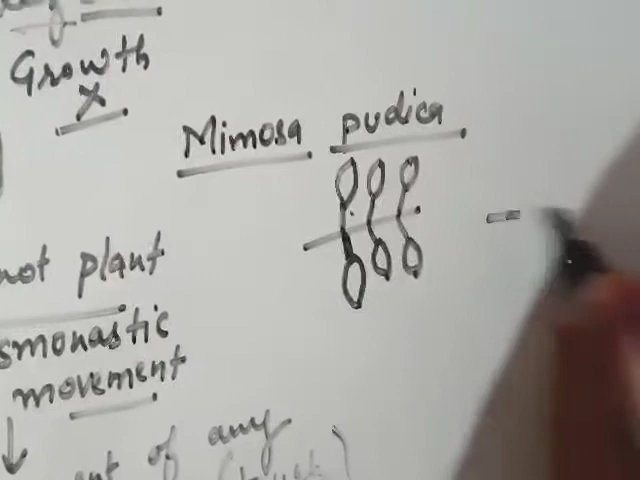 Growth
x
Mimosa pudica
not plant
smonastic
movement
of any